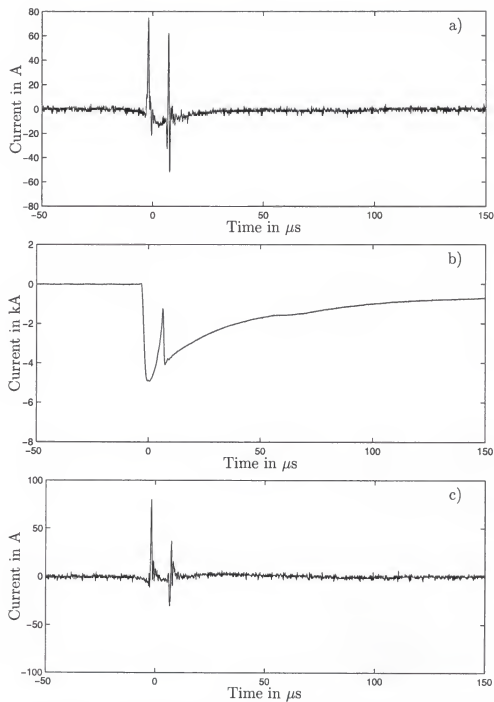 a)
80
60
40
20
0
−20
−40
−60
−80
Current in A
−50 0 50 100 150
Time in μs
b)
2
0
−2
−4
−6
−8
Current in kA
−50 0 50 100 150
Time in μs
c)
100
50
0
−50
−100
Current in A
−50 0 50 100 150
Time in μs